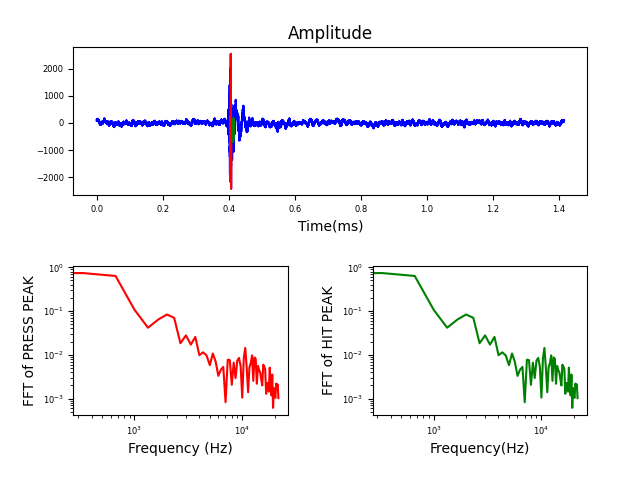 Amplitude
2000
1000
0
−1000
−2000
0.0 0.2 0.4 0.6 0.8 1.0 1.2 1.4
Time(ms)
FFT of PRESS PEAK
10⁰
10⁻¹
10⁻²
10⁻³
10³ 10⁴
Frequency (Hz)
FFT of HIT PEAK
10⁰
10⁻¹
10⁻²
10⁻³
10³ 10⁴
Frequency(Hz)